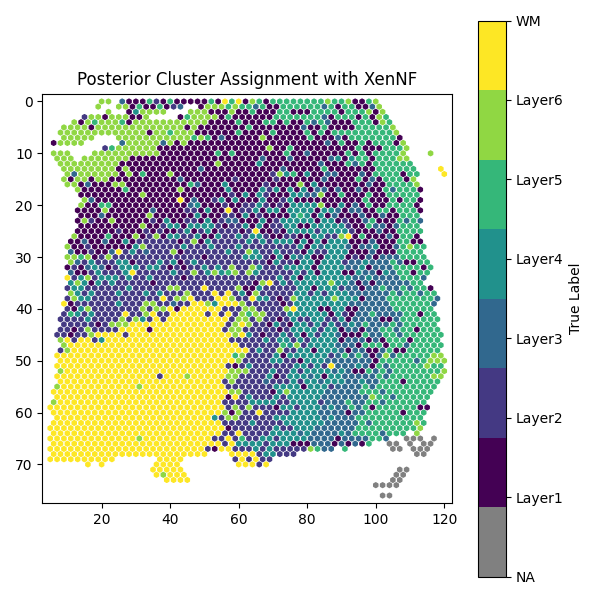 Posterior Cluster Assignment with XenNF
0
10
20
30
40
50
60
70
20
40
60
80
100
120
WM
Layer6
Layer5
Layer4
Layer3
Layer2
Layer1
NA
True Label